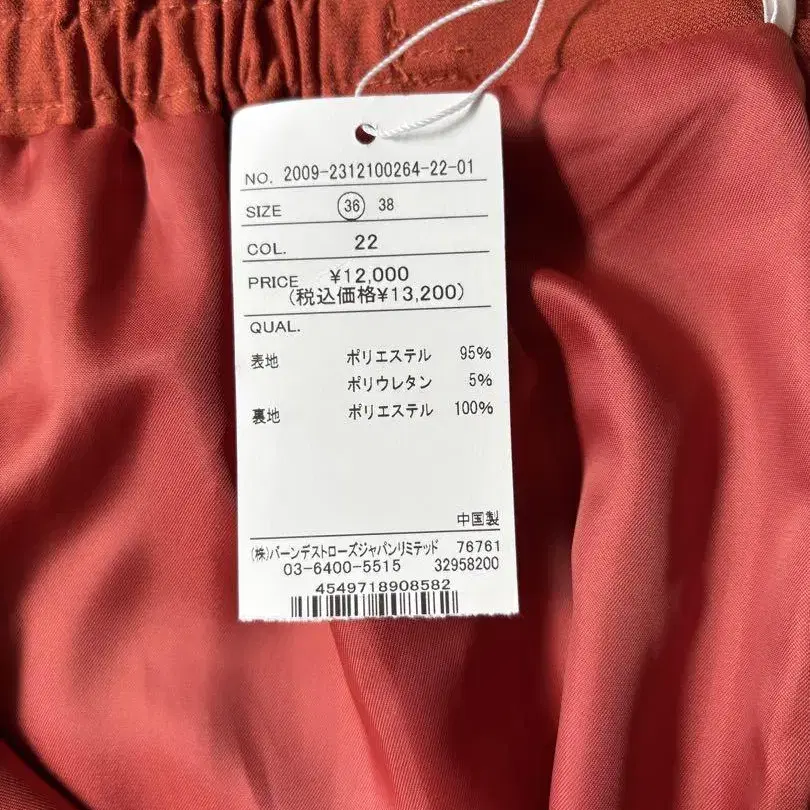 NO. 2009-2312100264-22-01
SIZE 36 38
COL. 22
PRICE ¥12,000
(税込価格¥13,200)
QUAL.
表地 ポリエステル 95%
ポリウレタン 5%
裏地 ポリエステル 100%
中国製
(株)バーンデストローズジャパンリミテッド 76761
03-6400-5515 32958200
4549718908582